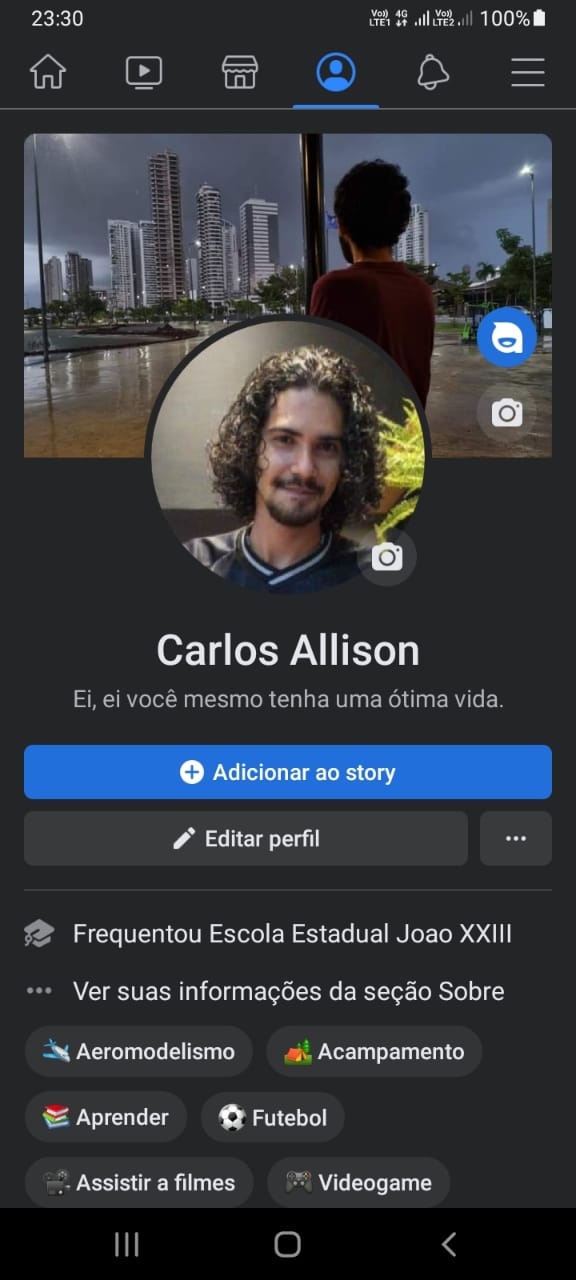 23:30 Vo)) LTE1 4G Vo)) LTE2 100%
Carlos Allison
Ei, ei você mesmo tenha uma ótima vida.
Adicionar ao story
Editar perfil
Frequentou Escola Estadual Joao XXIII
Ver suas informações da seção Sobre
Aeromodelismo Acampamento
Aprender Futebol
Assistir a filmes Videogame